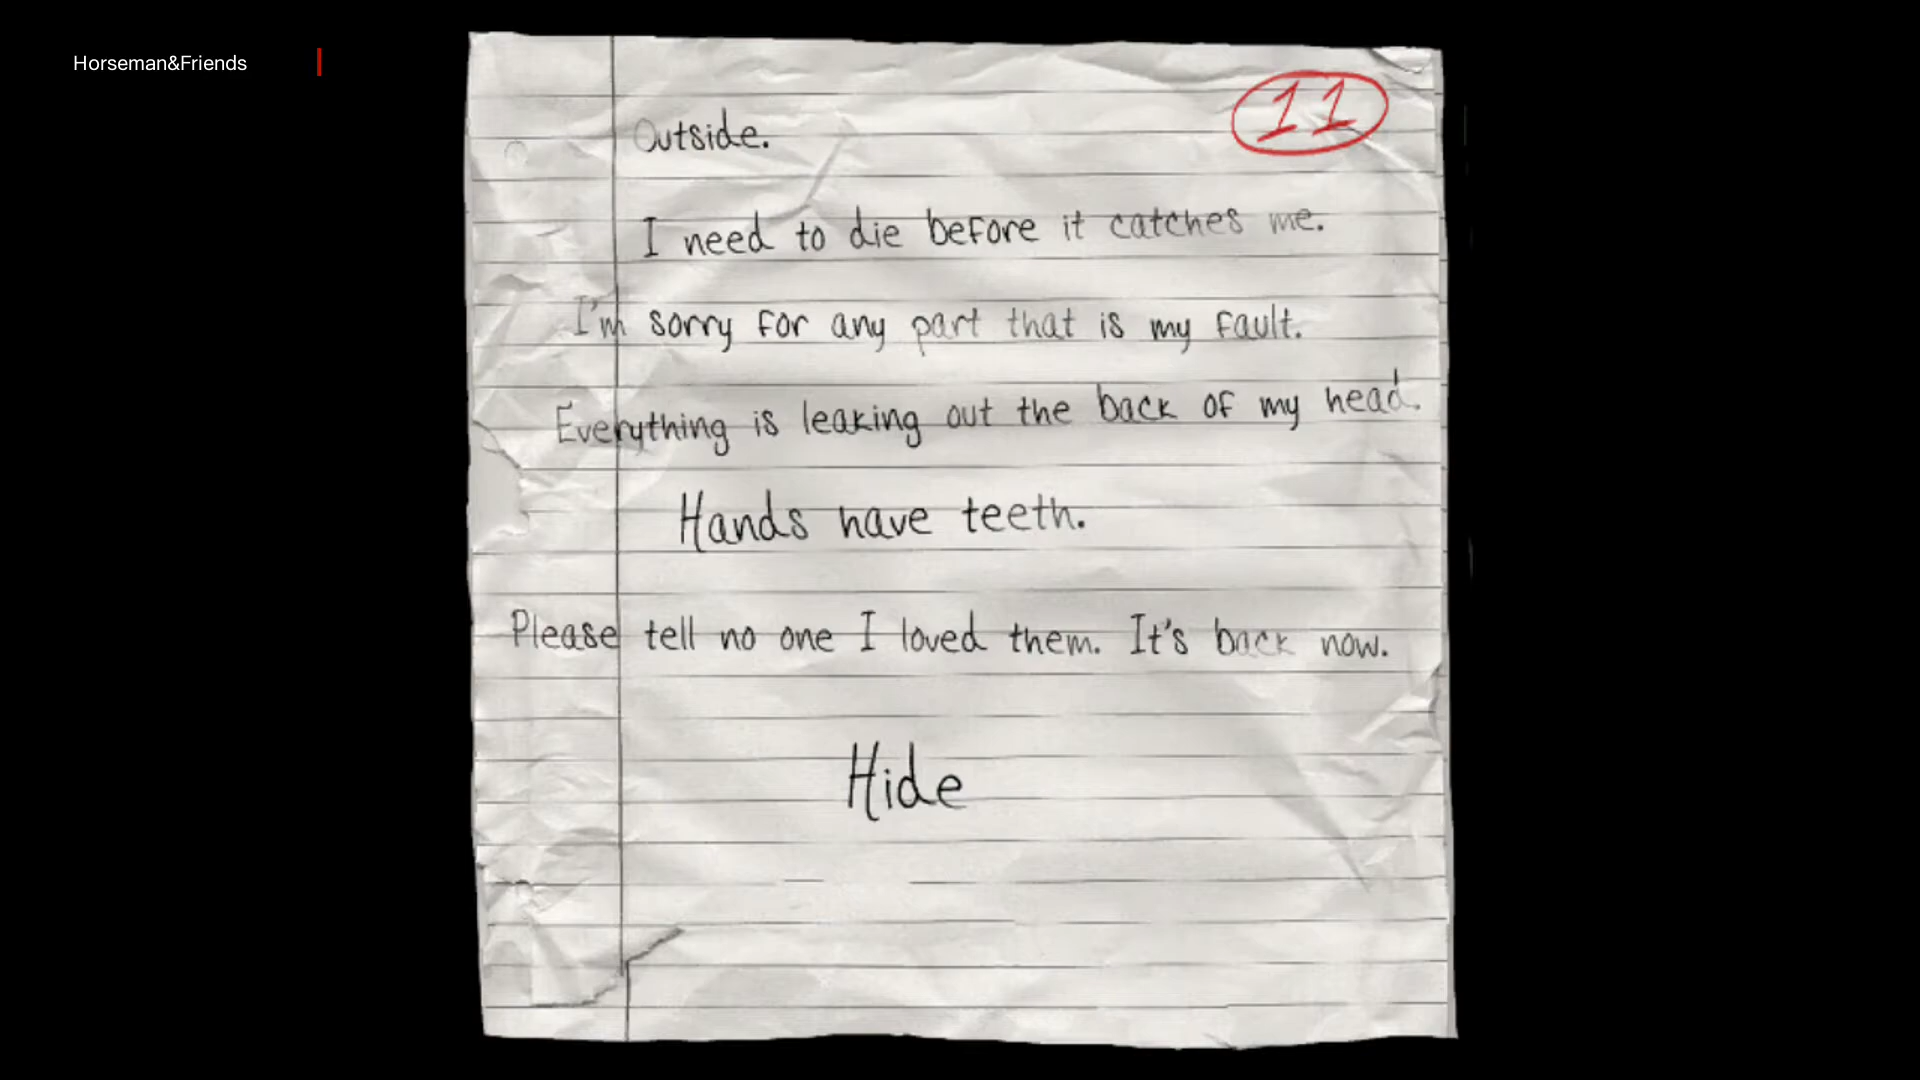 Horseman&Friends
11
Outside.
I need to die before it catches me.
I'm sorry for any part that is my fault.
Everything is leaking out the back of my head.
Hands have teeth.
Please tell no one I loved them. It's back now.
Hide